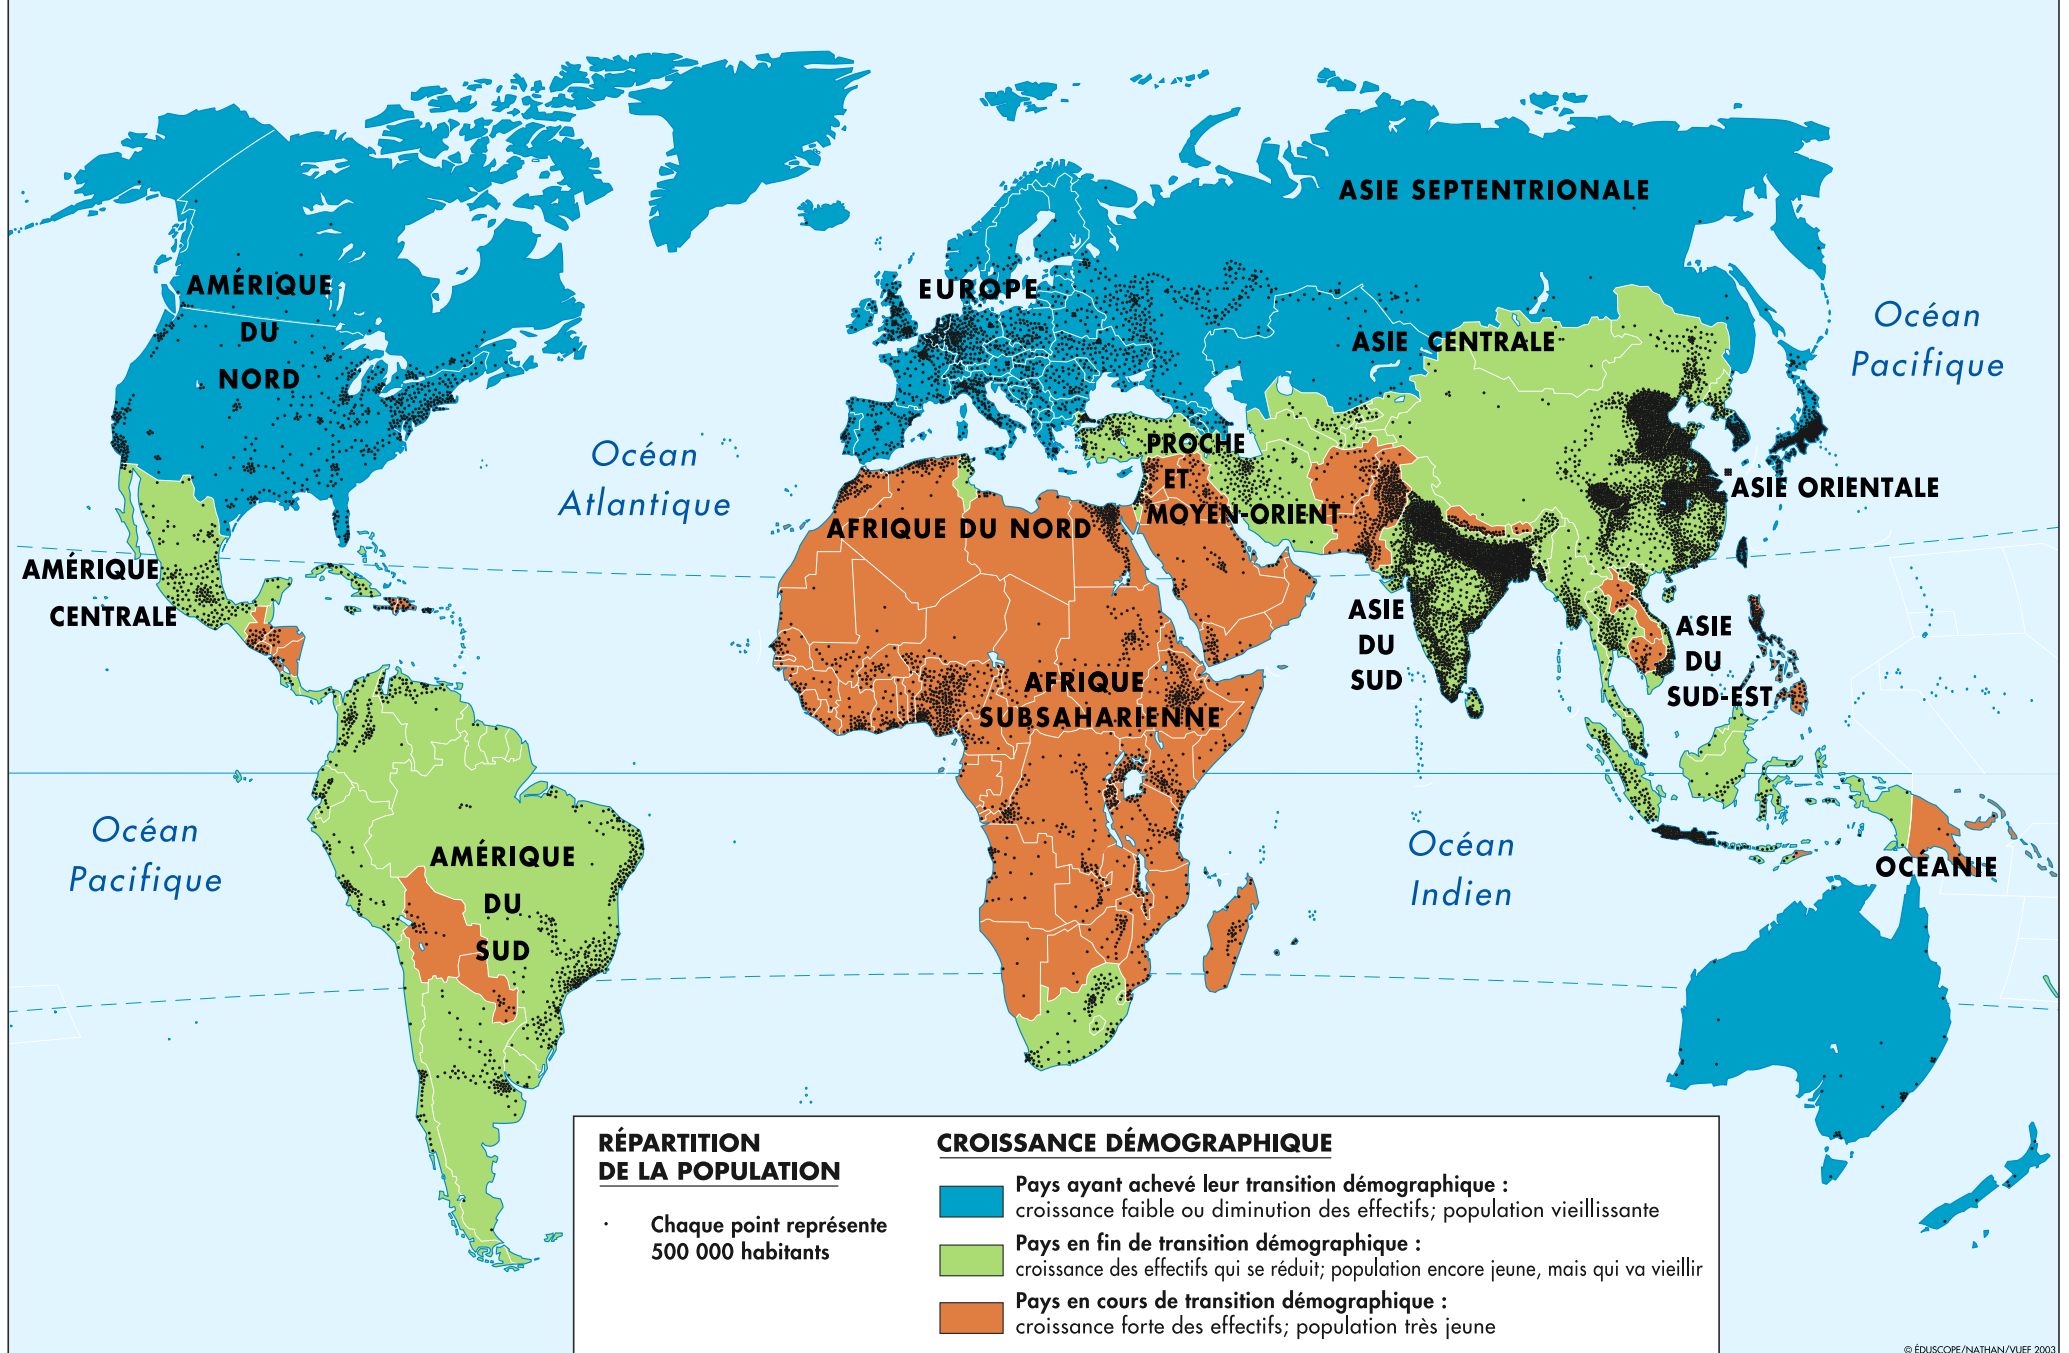 ASIE SEPTENTRIONALE
AMÉRIQUE
DU
NORD
EUROPE
ASIE CENTRALE
Océan
Pacifique
Océan
Atlantique
PROCHE
ET
MOYEN-ORIENT
ASIE ORIENTALE
AFRIQUE DU NORD
AMÉRIQUE
CENTRALE
ASIE
DU
SUD
ASIE
DU
SUD-EST
AFRIQUE
SUBSAHARIENNE
Océan
Pacifique
AMÉRIQUE
DU
SUD
Océan
Indien
OCÉANIE
RÉPARTITION
DE LA POPULATION
Chaque point représente
500 000 habitants
CROISSANCE DÉMOGRAPHIQUE
Pays ayant achevé leur transition démographique :
croissance faible ou diminution des effectifs; population vieillissante
Pays en fin de transition démographique :
croissance des effectifs qui se réduit; population encore jeune, mais qui va vieillir
Pays en cours de transition démographique :
croissance forte des effectifs; population très jeune
© ÉDUSCOPE/NATHAN/VUEF 2003